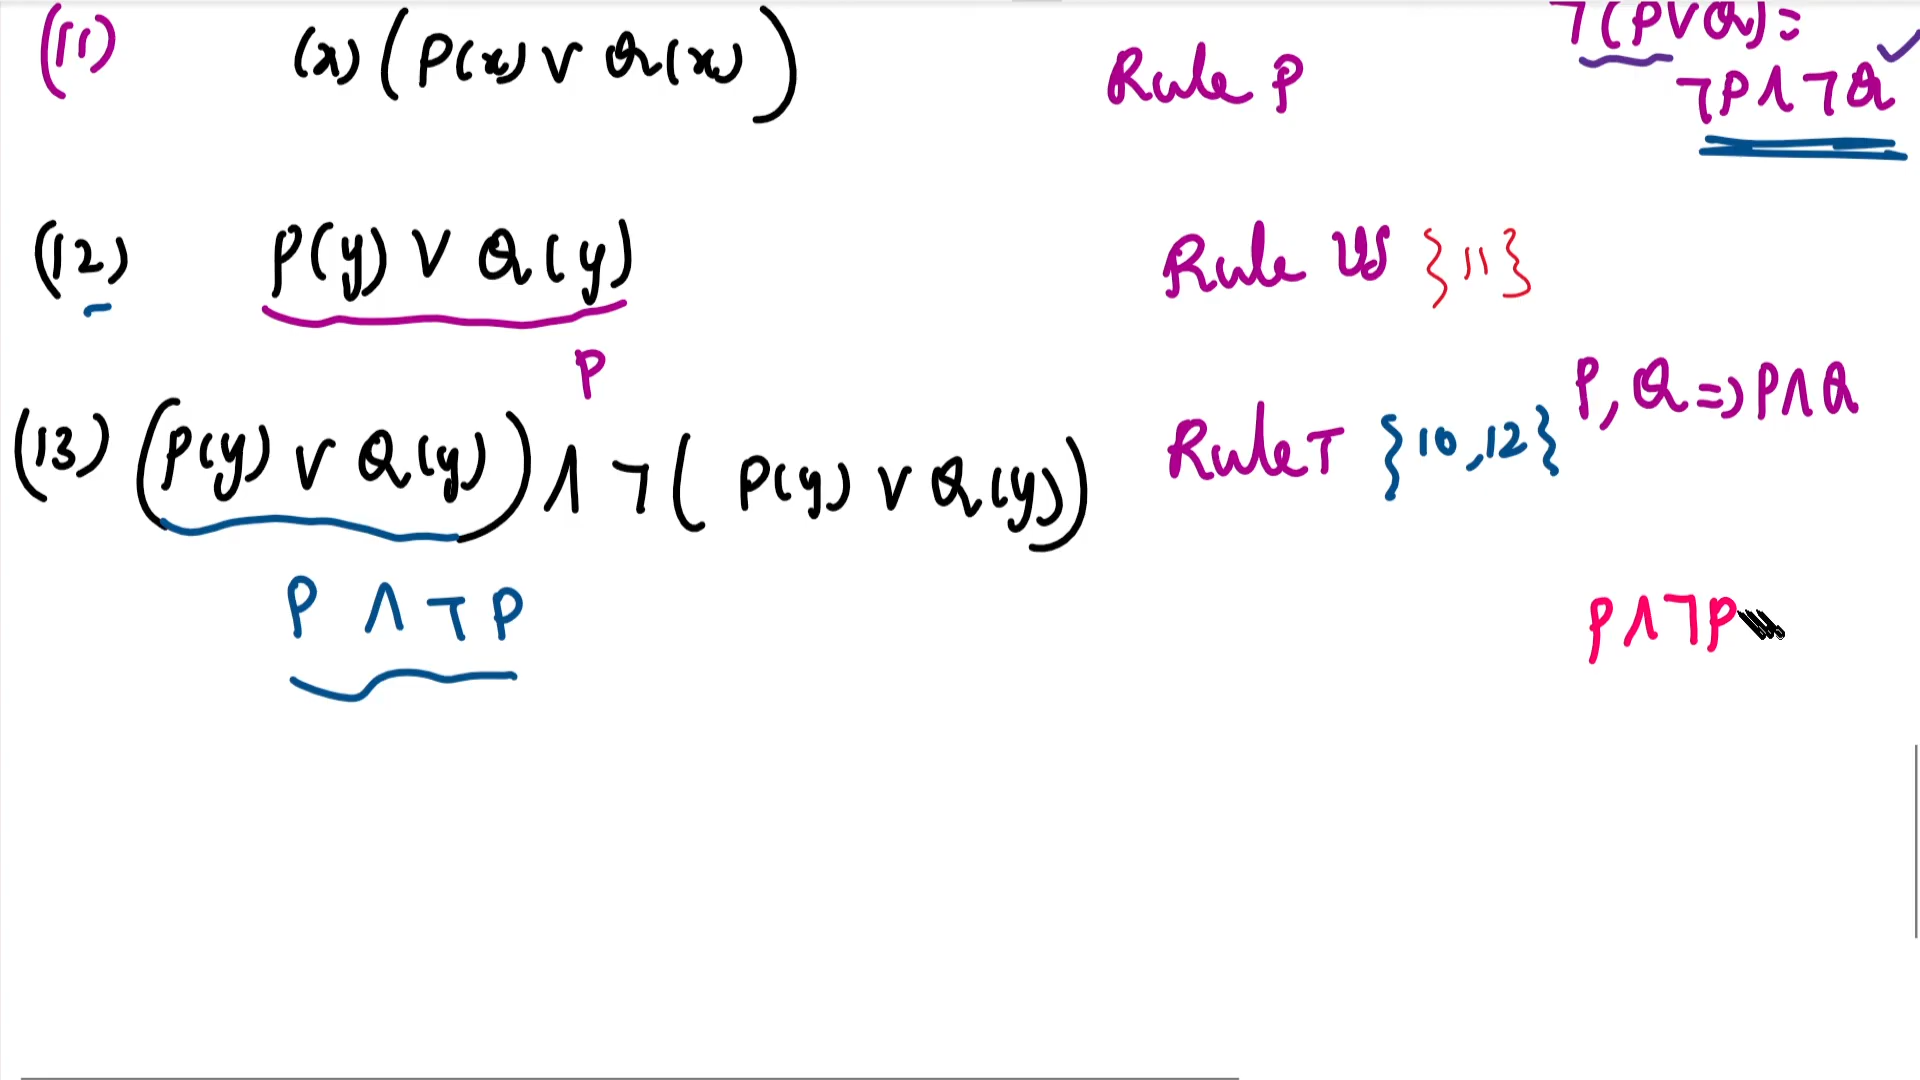 (11) (x)(P(x) ∨ Q(x)) Rule P
¬(P∨Q)=
¬P∧¬Q
(12) P(y) ∨ Q(y) Rule US {11}
P
P, Q => P∧Q
(13) (P(y) ∨ Q(y)) ∧ ¬( P(y) ∨ Q(y)) Rule T {10,12}
P ∧ ¬ P
P∧¬P